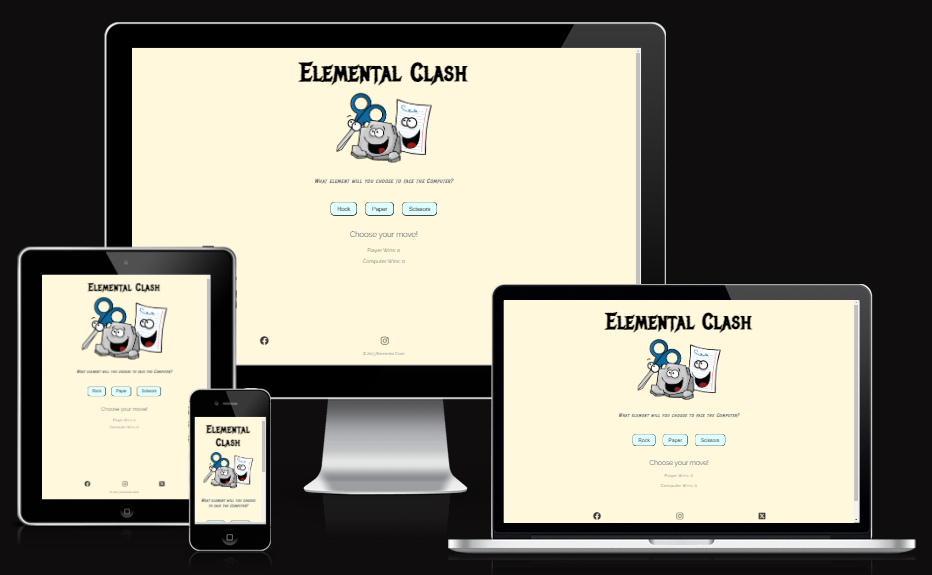 Elemental Clash
What element will you choose to face the Computer?
Rock Paper Scissors
Choose your move!
Player Wins: 0
Computer Wins: 0
Elemental Clash
What element will you choose to face the Computer?
Rock Paper Scissors
Choose your move!
Player Wins: 0
Computer Wins: 0
Elemental
Clash
What element will you choose
to face the Computer?
Elemental Clash
What element will you choose to face the Computer?
Rock Paper Scissors
Choose your move!
Player Wins: 0
Computer Wins: 0